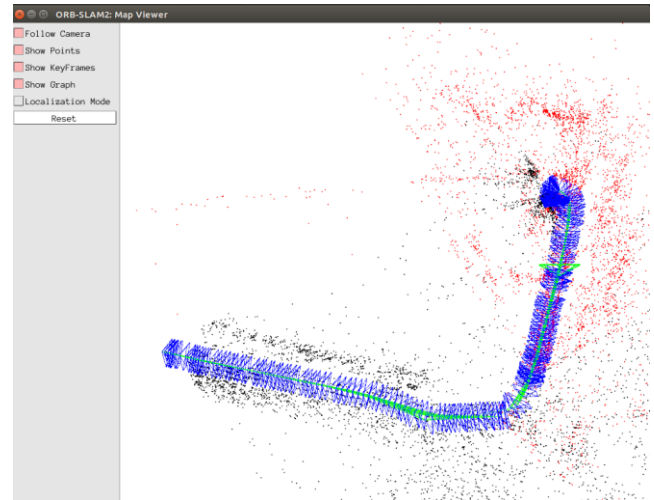 ORB-SLAM2: Map Viewer
Follow Camera
Show Points
Show KeyFrames
Show Graph
Localization Mode
Reset